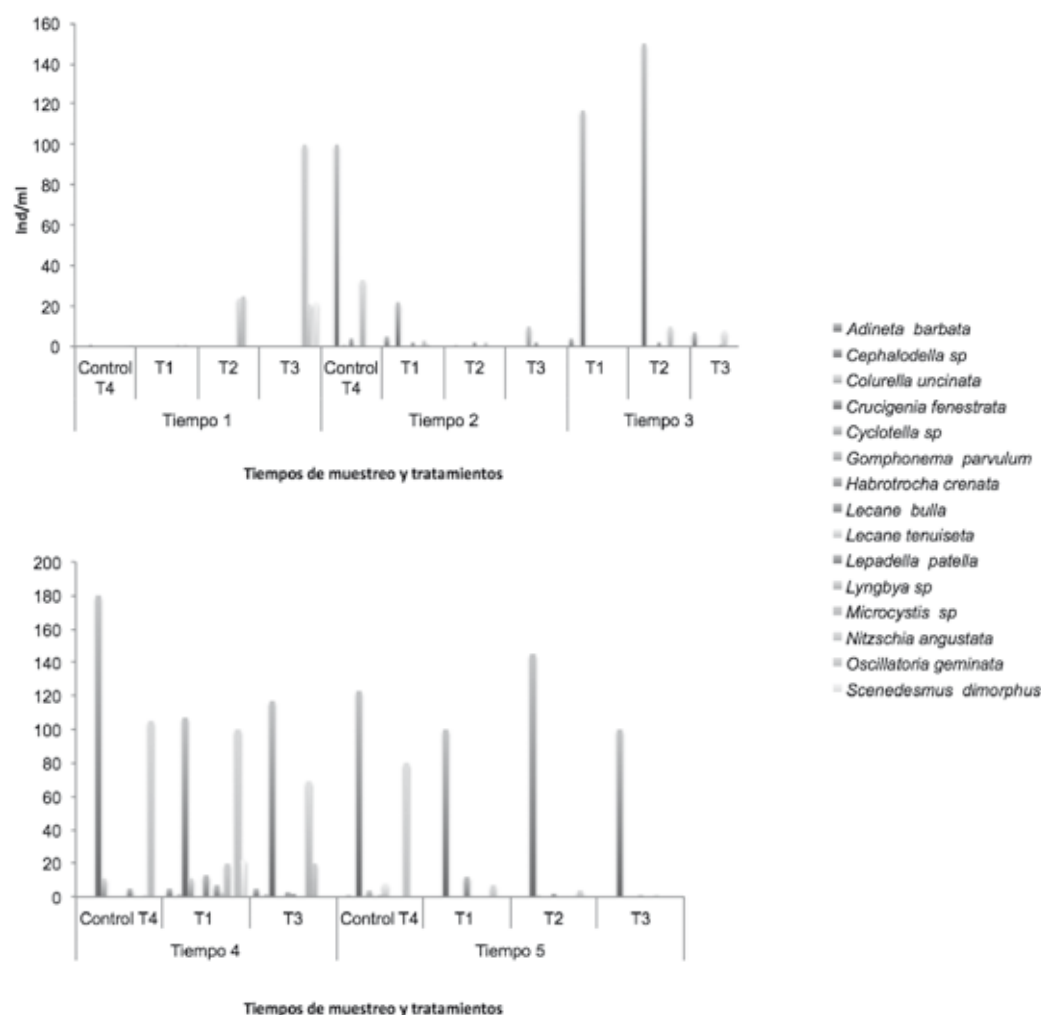 160
140
120
100
80
60
40
20
0
Ind/ml
Control T4 T1 T2 T3 Control T4 T1 T2 T3 T1 T2 T3
Tiempo 1 Tiempo 2 Tiempo 3
Tiempos de muestreo y tratamientos
Adineta barbata
Cephalodella sp
Colurella uncinata
Crucigenia fenestrata
Cyclotella sp
Gomphonema parvulum
Habrotrocha crenata
Lecane bulla
Lecane tenuiseta
Lepadella patella
Lyngbya sp
Microcystis sp
Nitzschia angustata
Oscillatoria geminata
Scenedesmus dimorphus
200
180
160
140
120
100
80
60
40
20
0
Control T4 T1 T3 Control T4 T1 T2 T3
Tiempo 4 Tiempo 5
Tiempos de muestreo y tratamientos